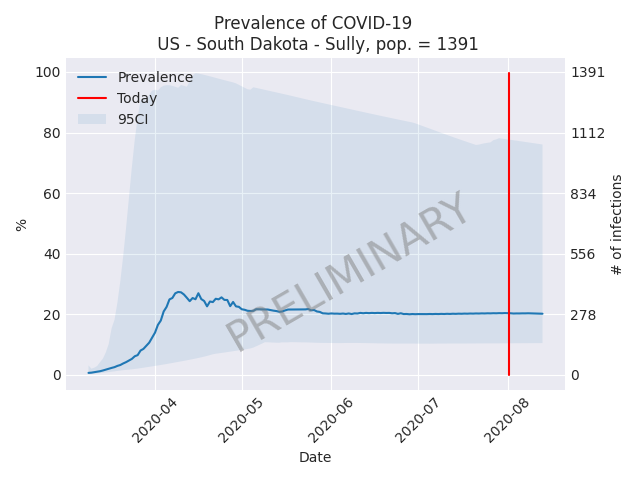 Prevalence of COVID-19
US - South Dakota - Sully, pop. = 1391
100
80
60
40
20
0
%
Prevalence
Today
95CI
PRELIMINARY
1391
1112
834
556
278
0
# of infections
2020-04
2020-05
2020-06
2020-07
2020-08
Date